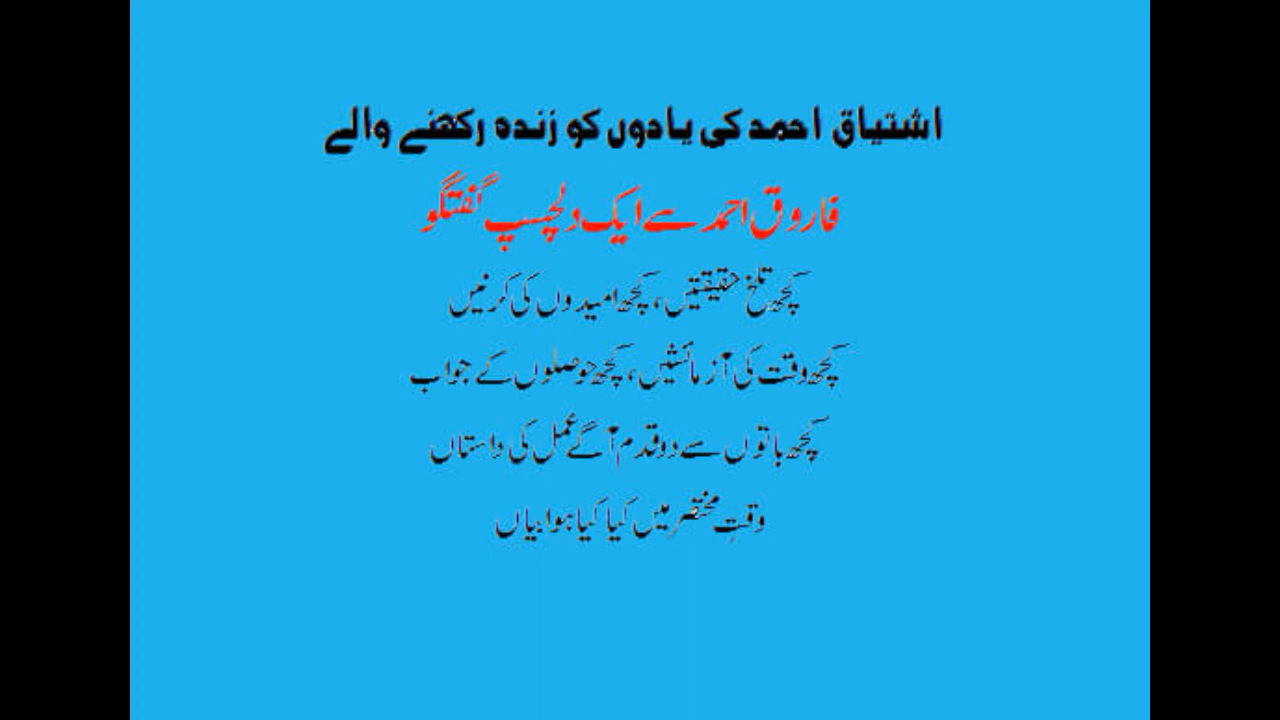 اشتیاق احمد کی یادوں کو زندہ رکھنے والے
فاروق احمد سے ایک دلچسپ گفتگو
کچھ تلخ حقیقتیں، کچھ امیدوں کی کرنیں
کچھ وقت کی آزمائشیں، کچھ حوصلوں کے جواب
کچھ باتوں سے دو قدم آگے عمل کی داستاں
وقتِ مختصر میں کیا کیا ہوا بیاں